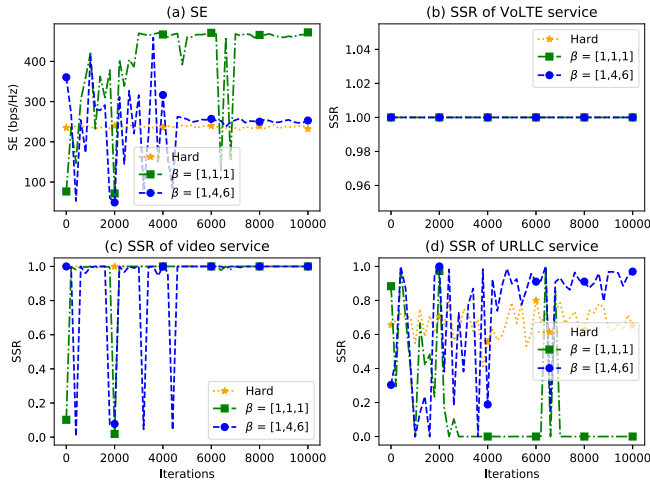 (a) SE
SE (bps/Hz)
400
300
200
100
0
2000
4000
6000
8000
10000
Hard
β = [1,1,1]
β = [1,4,6]
(b) SSR of VoLTE service
SSR
1.04
1.02
1.00
0.98
0.96
0
2000
4000
6000
8000
10000
Hard
β = [1,1,1]
β = [1,4,6]
(c) SSR of video service
SSR
1.0
0.8
0.6
0.4
0.2
0.0
0
2000
4000
6000
8000
10000
Iterations
Hard
β = [1,1,1]
β = [1,4,6]
(d) SSR of URLLC service
SSR
1.0
0.8
0.6
0.4
0.2
0.0
0
2000
4000
6000
8000
10000
Iterations
Hard
β = [1,1,1]
β = [1,4,6]